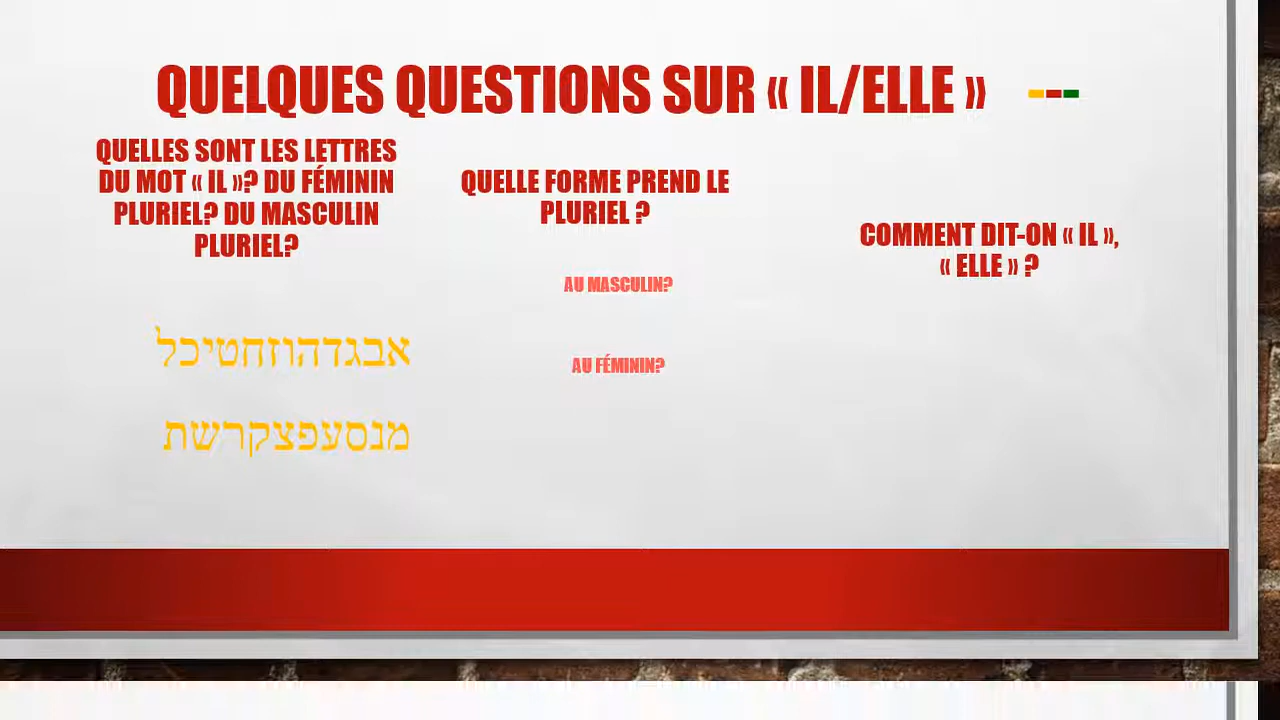 QUELQUES QUESTIONS SUR « IL/ELLE »
QUELLES SONT LES LETTRES
DU MOT « IL »? DU FÉMININ
PLURIEL? DU MASCULIN
PLURIEL?
אבגדהוזחטיכל
מנסעפצקרשת
QUELLE FORME PREND LE
PLURIEL ?
AU MASCULIN?
AU FÉMININ?
COMMENT DIT-ON « IL »,
« ELLE » ?